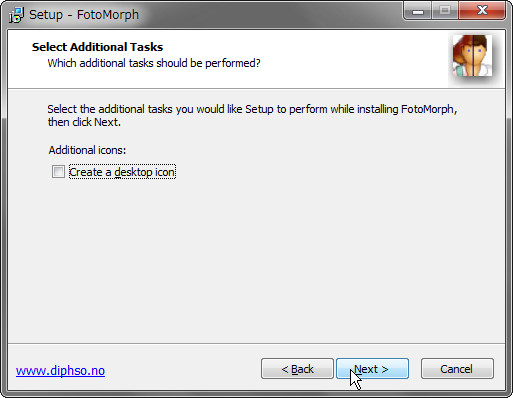 Setup - FotoMorph
Select Additional Tasks
Which additional tasks should be performed?
Select the additional tasks you would like Setup to perform while installing FotoMorph,
then click Next.
Additional icons:
Create a desktop icon
www.diphso.no
< Back
Next >
Cancel